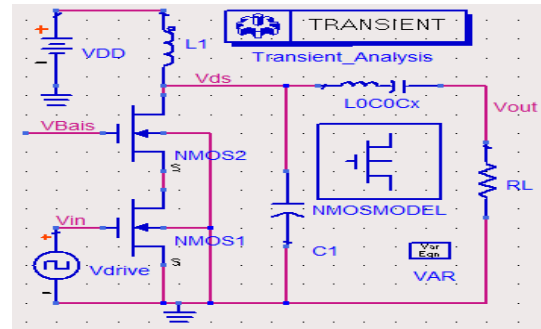 TRANSIENT
L1
+
VDD
-
Transient_Analysis
Vds
L0C0Cx
Vout
VBais
NMOS2
S
RL
NMOSMODEL
Vin
+
NMOS1
S
C1
Var
Eqn
Vdrive
VAR
-